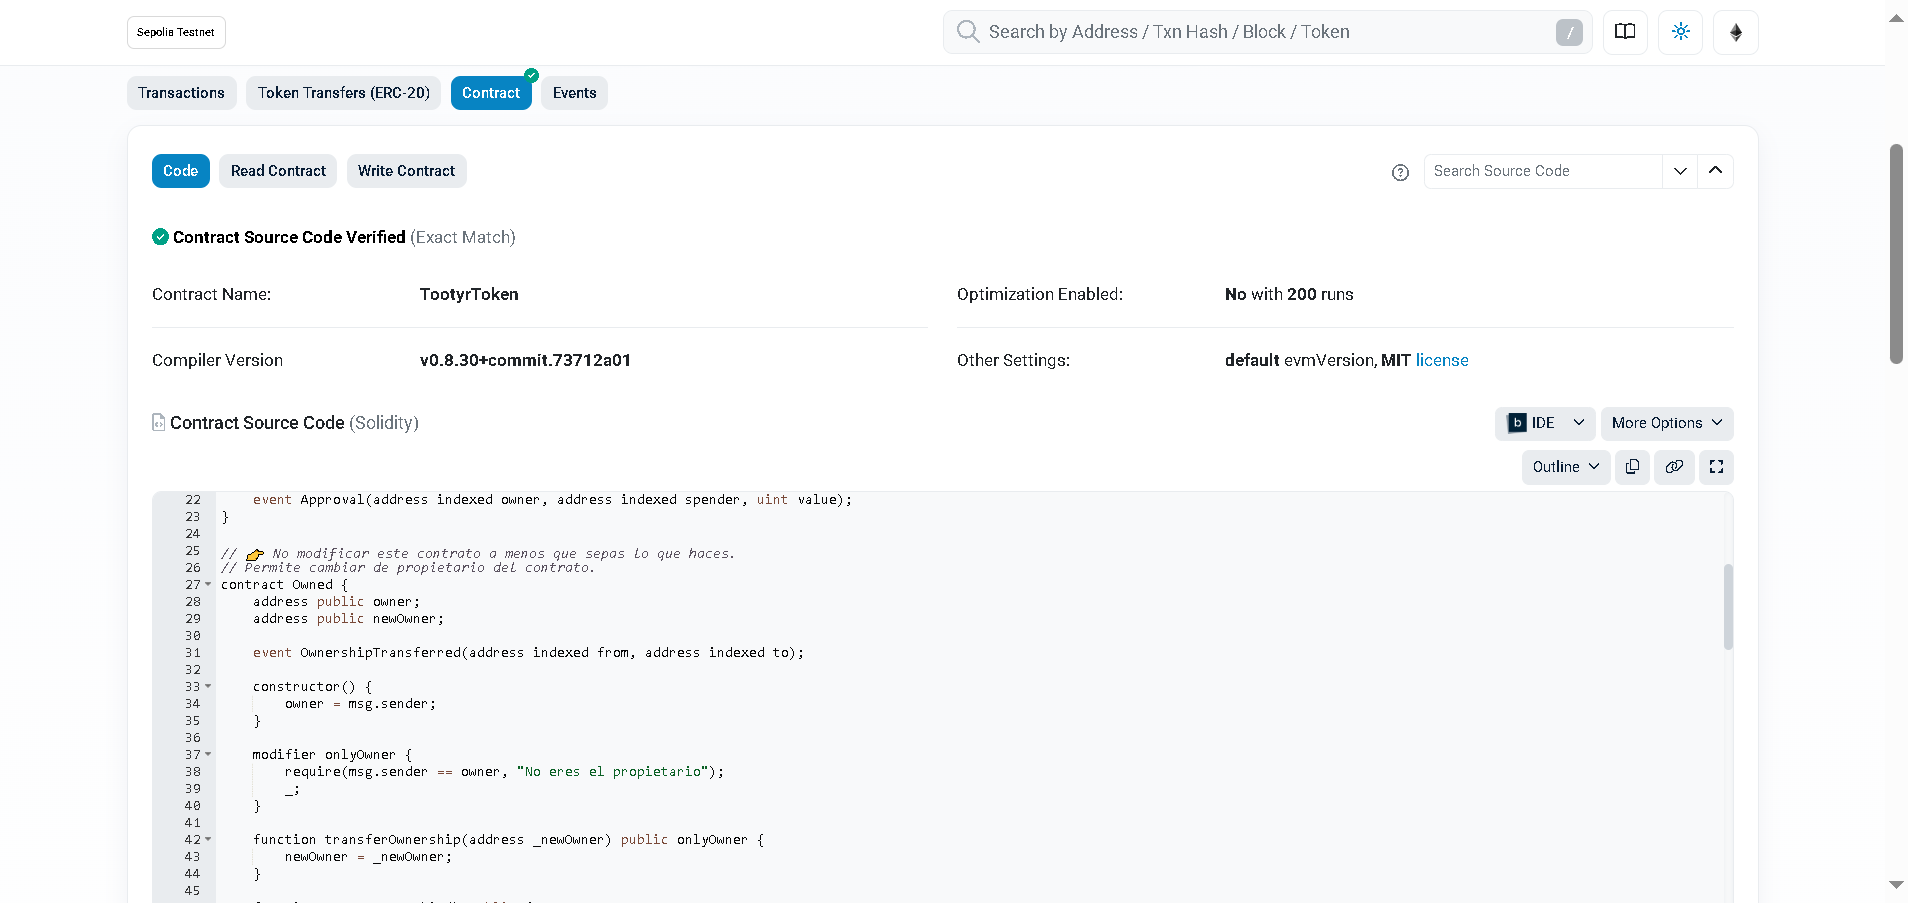 Sepolia Testnet
Search by Address / Txn Hash / Block / Token /
Transactions Token Transfers (ERC-20) Contract Events
Code Read Contract Write Contract Search Source Code
Contract Source Code Verified (Exact Match)
Contract Name: TootyrToken Optimization Enabled: No with 200 runs
Compiler Version v0.8.30+commit.73712a01 Other Settings: default evmVersion, MIT license
Contract Source Code (Solidity) b IDE More Options
Outline
22 event Approval(address indexed owner, address indexed spender, uint value);
23 }
24
25 // 👉 No modificar este contrato a menos que sepas lo que haces.
26 // Permite cambiar de propietario del contrato.
27 contract Owned {
28 address public owner;
29 address public newOwner;
30
31 event OwnershipTransferred(address indexed from, address indexed to);
32
33 constructor() {
34 owner = msg.sender;
35 }
36
37 modifier onlyOwner {
38 require(msg.sender == owner, "No eres el propietario");
39 _;
40 }
41
42 function transferOwnership(address _newOwner) public onlyOwner {
43 newOwner = _newOwner;
44 }
45